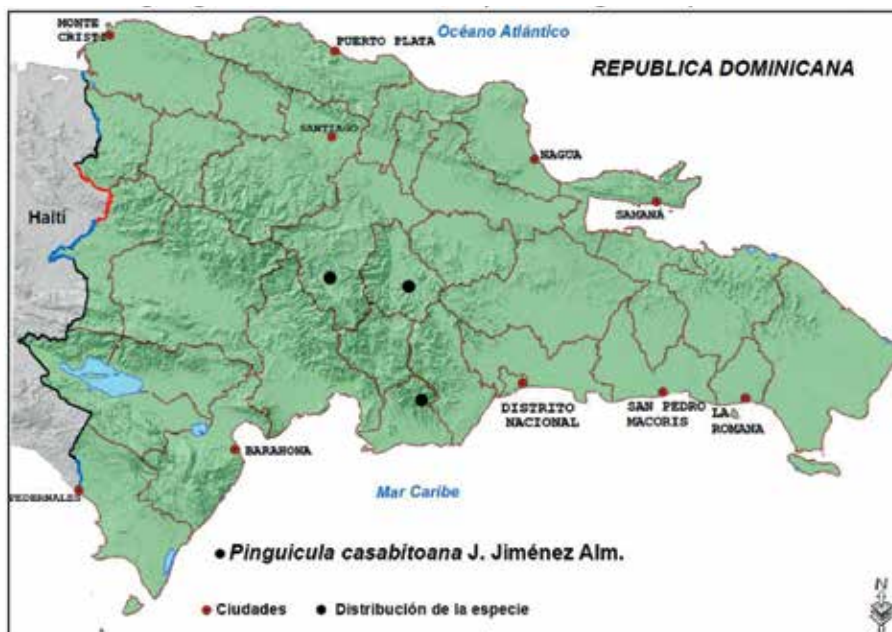 MONTE
CRISTI
PUERTO PLATA
Océano Atlántico
REPUBLICA DOMINICANA
SANTIAGO
NAGUA
SAMANÁ
Haití
DISTRITO
NACIONAL
SAN PEDRO
MACORIS
LA
ROMANA
BARAHONA
PEDERNALES
Mar Caribe
• Pinguicula casabitoana J. Jiménez Alm.
Ciudades
Distribución de la especie
N